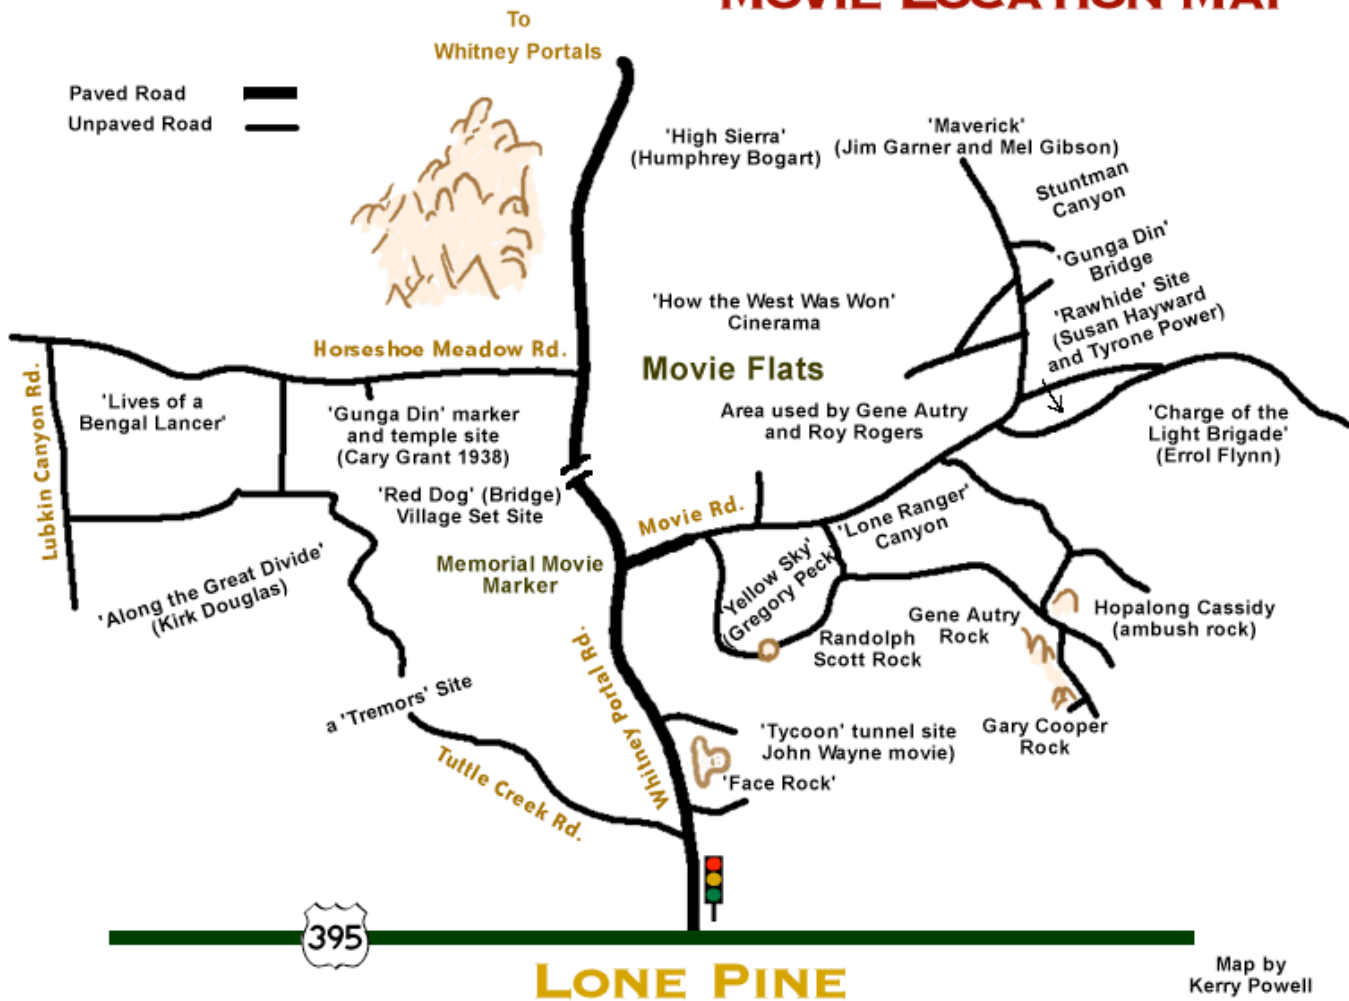 MOVIE LOCATION MAP
To
Whitney Portals
Paved Road
Unpaved Road
'High Sierra'
(Humphrey Bogart)
'Maverick'
(Jim Garner and Mel Gibson)
Stuntman
Canyon
'Gunga Din'
Bridge
'Rawhide' Site
(Susan Hayward
and Tyrone Power)
'How the West Was Won'
Cinerama
Horseshoe Meadow Rd.
Movie Flats
Lubkin Canyon Rd.
'Lives of a
Bengal Lancer'
'Gunga Din' marker
and temple site
(Cary Grant 1938)
Area used by Gene Autry
and Roy Rogers
'Charge of the
Light Brigade'
(Errol Flynn)
'Red Dog' (Bridge)
Village Set Site
Movie Rd.
'Lone Ranger'
Canyon
Memorial Movie
Marker
'Yellow Sky'
(Gregory Peck)
'Along the Great Divide'
(Kirk Douglas)
Gene Autry
Rock
Hopalong Cassidy
(ambush rock)
Randolph
Scott Rock
Whitney Portal Rd.
a 'Tremors' Site
Gary Cooper
Rock
'Tycoon' tunnel site
John Wayne movie)
'Face Rock'
Tuttle Creek Rd.
395
LONE PINE
Map by
Kerry Powell